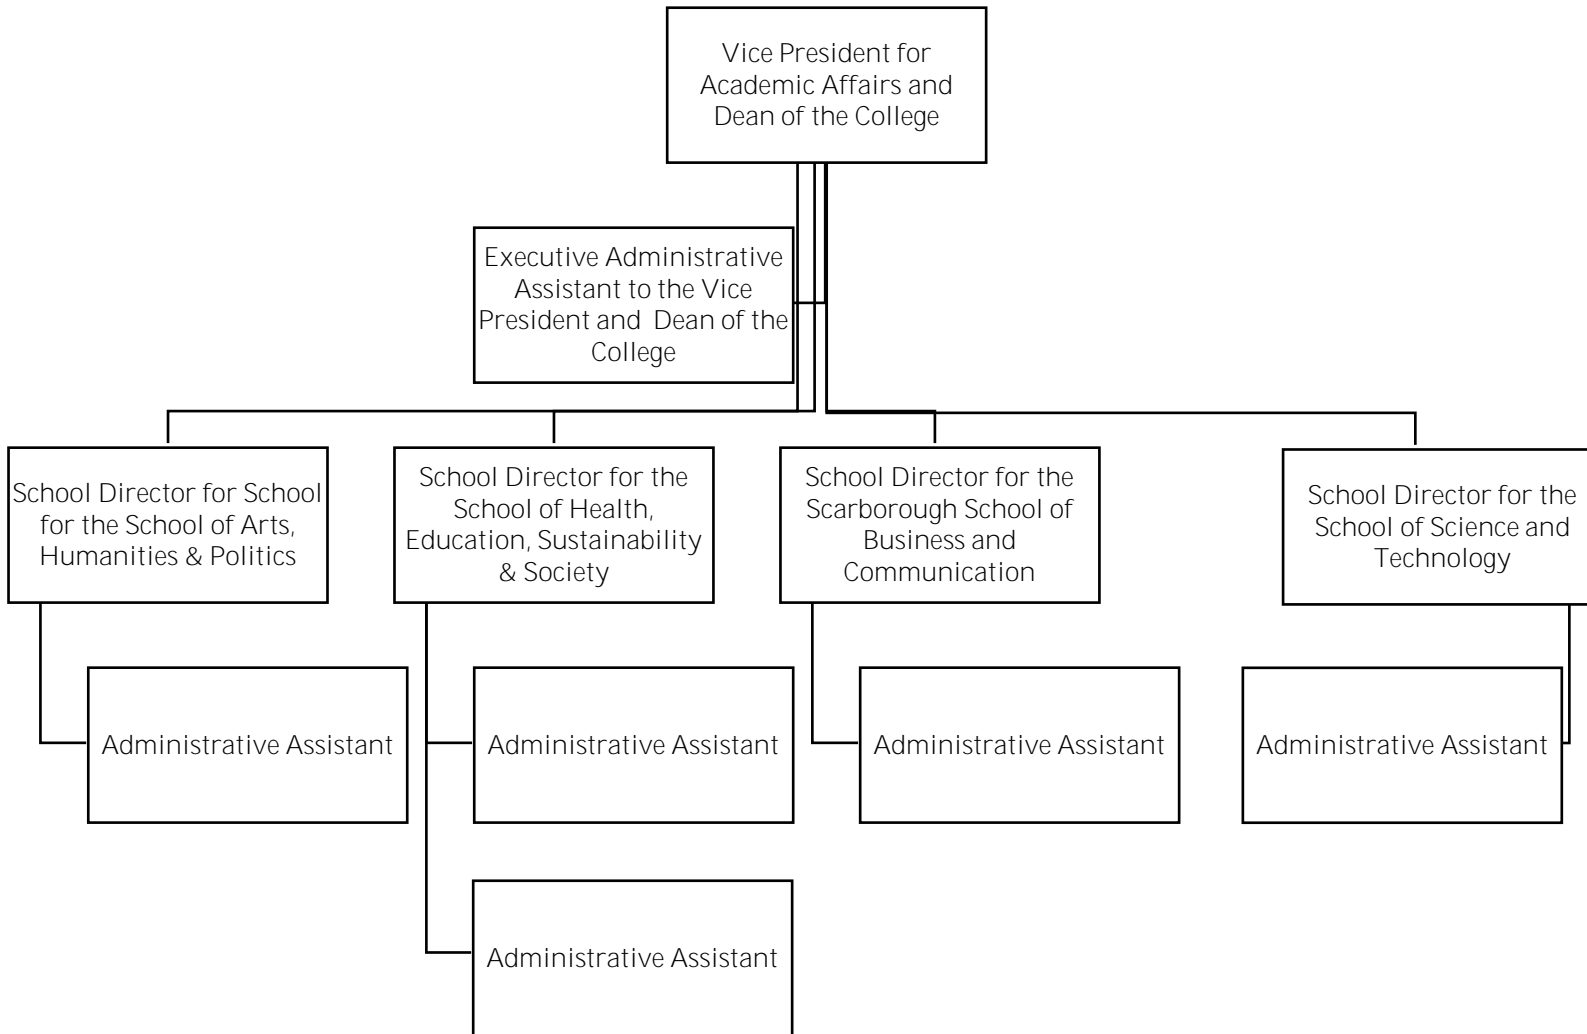 Vice President for
Academic Affairs and
Dean of the College
Executive Administrative
Assistant to the Vice
President and  Dean of the
College
School Director for School
for the School of Arts,
Humanities & Politics
School Director for the
School of Health,
Education, Sustainability
& Society
School Director for the
Scarborough School of
Business and
Communication
School Director for the
School of Science and
Technology
Administrative Assistant
Administrative Assistant
Administrative Assistant
Administrative Assistant
Administrative Assistant